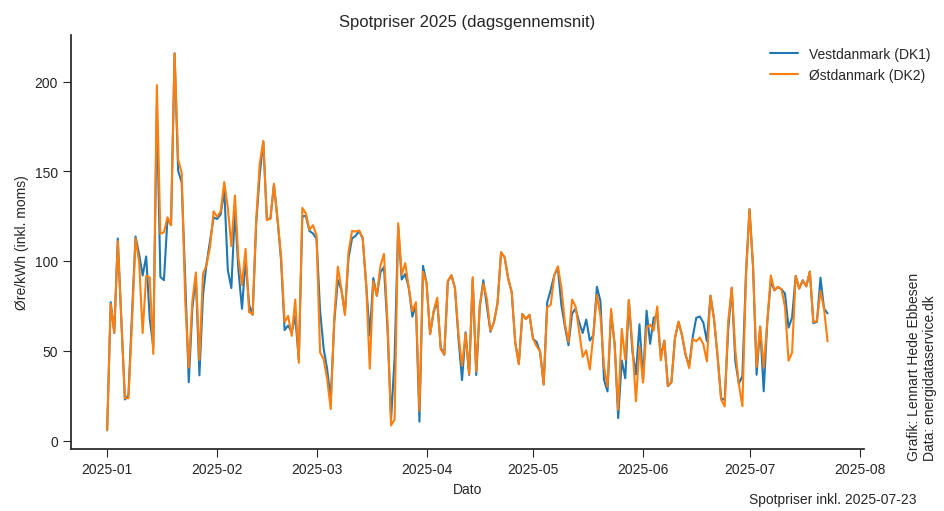 Spotpriser 2025 (dagsgennemsnit)
Vestdanmark (DK1)
Østdanmark (DK2)
Øre/kWh (inkl. moms)
200
150
100
50
0
2025-01
2025-02
2025-03
2025-04
2025-05
2025-06
2025-07
2025-08
Dato
Grafik: Lennart Hede Ebbesen
Data: energidataservice.dk
Spotpriser inkl. 2025-07-23